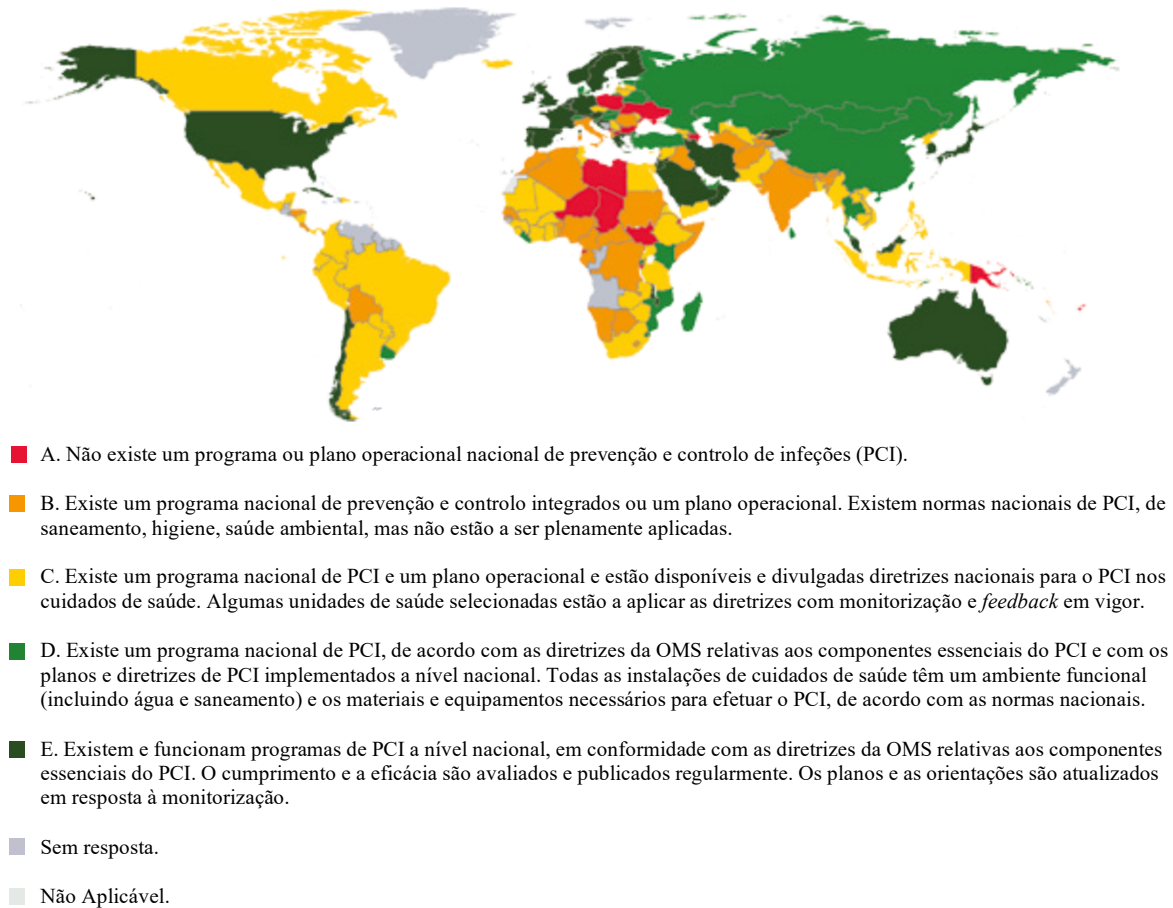 A. Não existe um programa ou plano operacional nacional de prevenção e controlo de infeções (PCI).
B. Existe um programa nacional de prevenção e controlo integrados ou um plano operacional. Existem normas nacionais de PCI, de
saneamento, higiene, saúde ambiental, mas não estão a ser plenamente aplicadas.
C. Existe um programa nacional de PCI e um plano operacional e estão disponíveis e divulgadas diretrizes nacionais para o PCI nos
cuidados de saúde. Algumas unidades de saúde selecionadas estão a aplicar as diretrizes com monitorização e feedback em vigor.
D. Existe um programa nacional de PCI, de acordo com as diretrizes da OMS relativas aos componentes essenciais do PCI e com os
planos e diretrizes de PCI implementados a nível nacional. Todas as instalações de cuidados de saúde têm um ambiente funcional
(incluindo água e saneamento) e os materiais e equipamentos necessários para efetuar o PCI, de acordo com as normas nacionais.
E. Existem e funcionam programas de PCI a nível nacional, em conformidade com as diretrizes da OMS relativas aos componentes
essenciais do PCI. O cumprimento e a eficácia são avaliados e publicados regularmente. Os planos e as orientações são atualizados
em resposta à monitorização.
Sem resposta.
Não Aplicável.